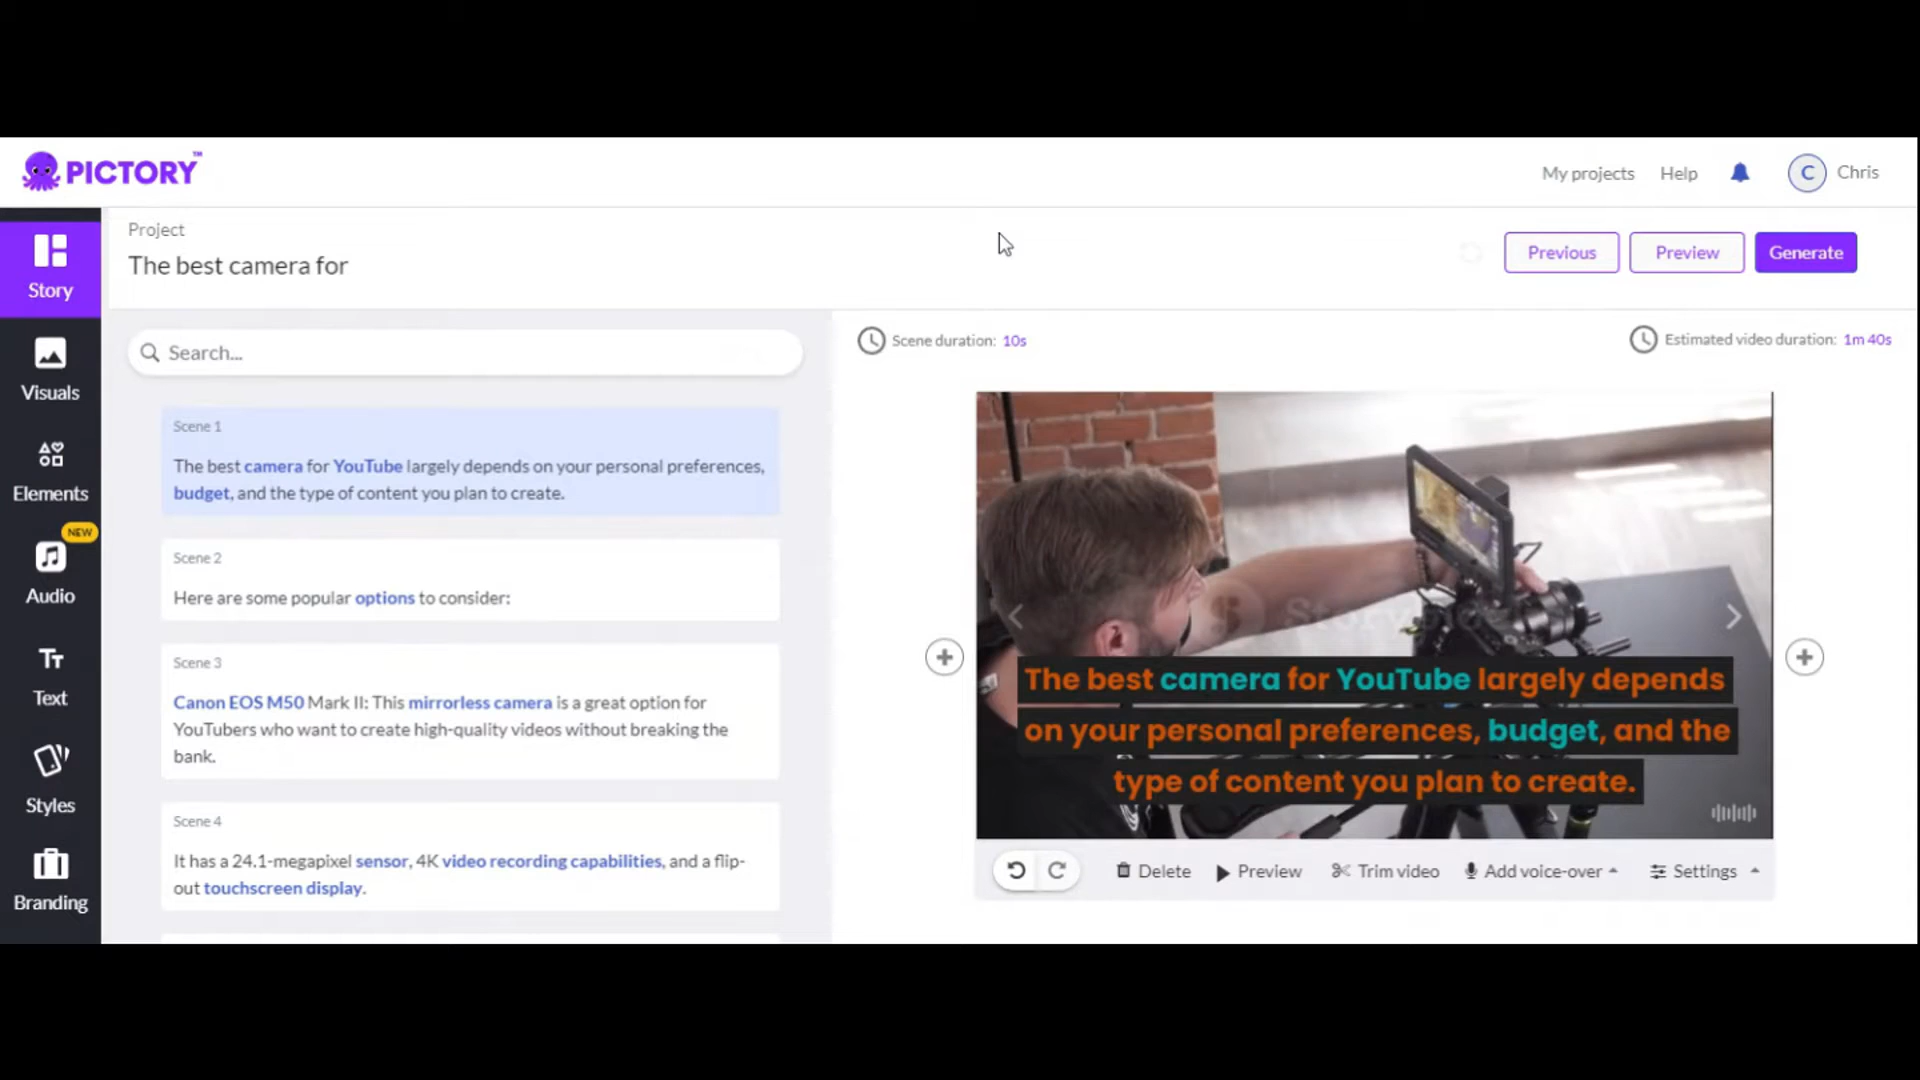 PICTORY™
My projects
Help
C
Chris
Project
The best camera for
Previous
Preview
Generate
Story
Visuals
Elements
NEW
Audio
Text
Styles
Branding
Search...
Scene 1
The best camera for YouTube largely depends on your personal preferences,
budget, and the type of content you plan to create.
Scene 2
Here are some popular options to consider:
Scene 3
Canon EOS M50 Mark II: This mirrorless camera is a great option for
YouTubers who want to create high-quality videos without breaking the
bank.
Scene 4
It has a 24.1-megapixel sensor, 4K video recording capabilities, and a flip-
out touchscreen display.
Scene duration: 10s
Estimated video duration: 1m 40s
The best camera for YouTube largely depends
on your personal preferences, budget, and the
type of content you plan to create.
Delete
Preview
Trim video
Add voice-over
Settings